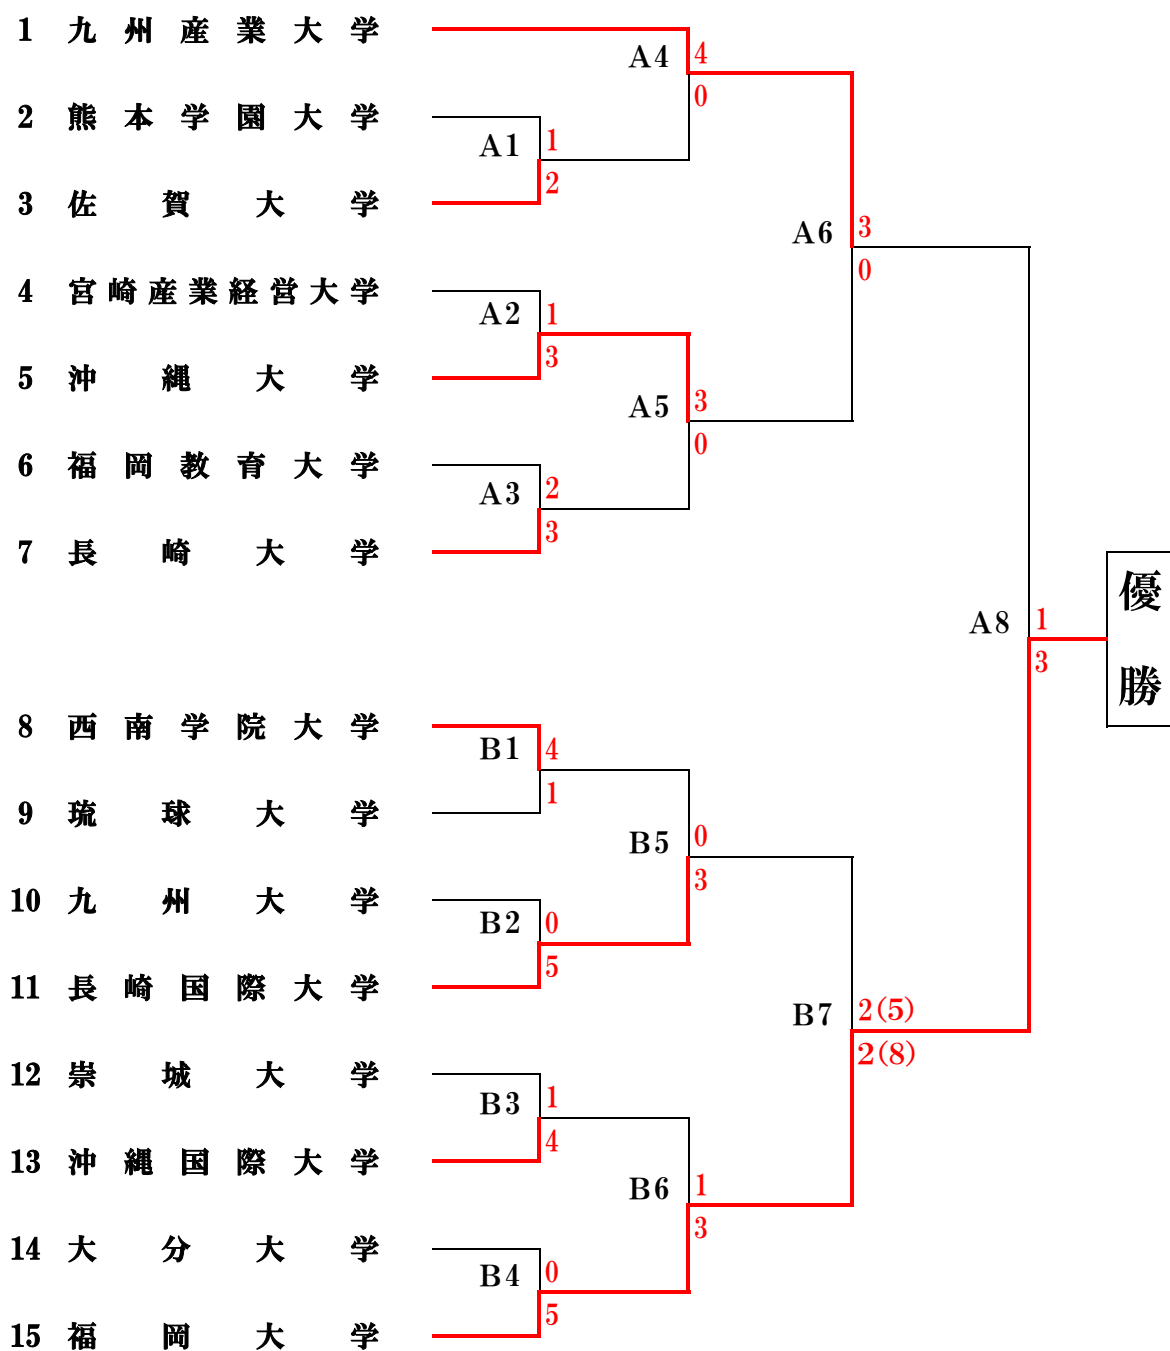 1 九州産業大学
A4 4
0
2 熊本学園大学
A1 1
2
3 佐賀大学
A6 3
0
4 宮崎産業経営大学
A2 1
3
5 沖縄大学
A5 3
0
6 福岡教育大学
A3 2
3
7 長崎大学
優勝
A8 1
3
8 西南学院大学
B1 4
1
9 琉球大学
B5 0
3
10 九州大学
B2 0
5
11 長崎国際大学
B7 2(5)
2(8)
12 崇城大学
B3 1
4
13 沖縄国際大学
B6 1
3
14 大分大学
B4 0
5
15 福岡大学